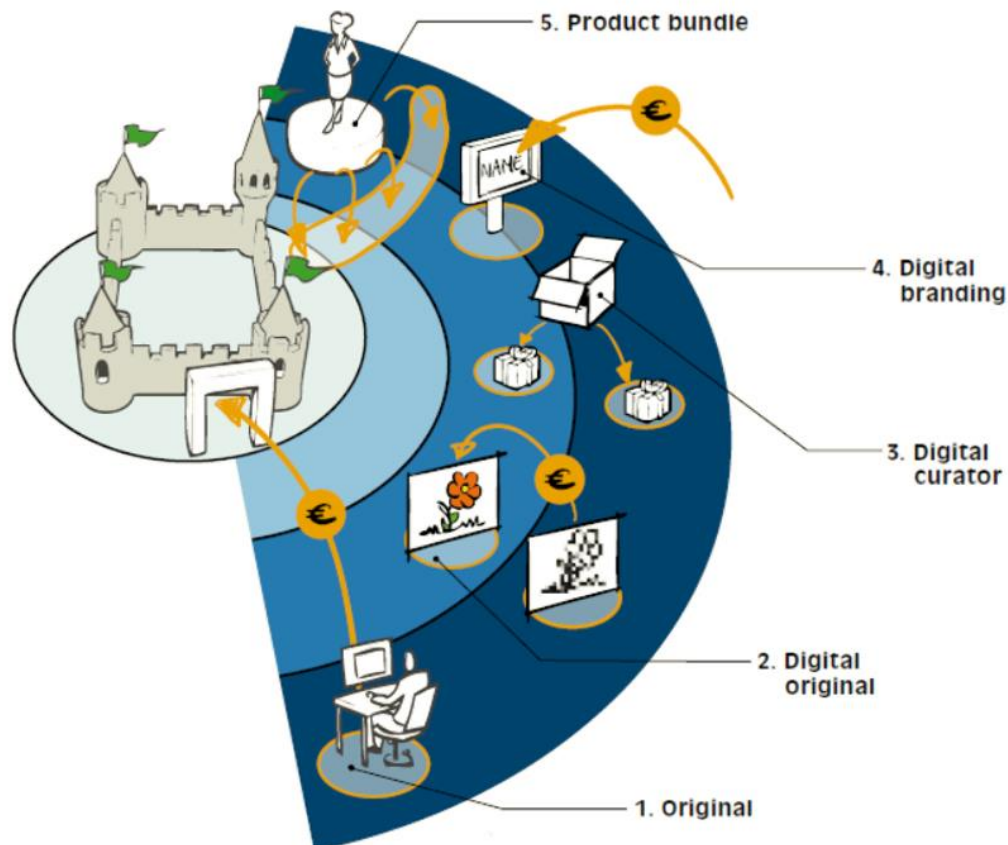 5. Product bundle
€
NAME
4. Digital
branding
3. Digital
curator
€
€
2. Digital
original
1. Original